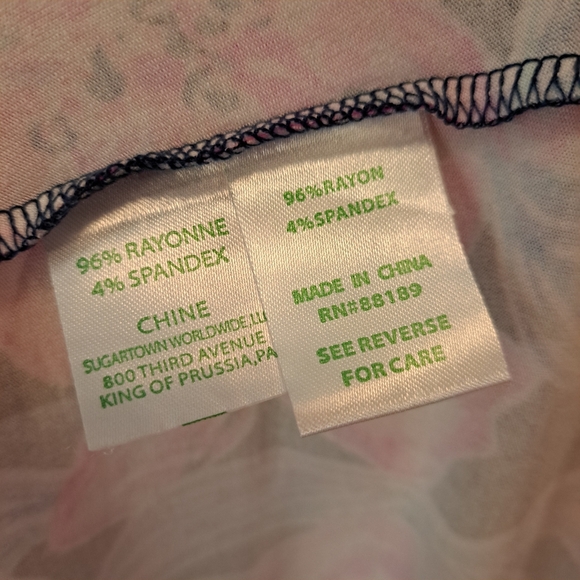 96% RAYONNE
4% SPANDEX
CHINE
SUGARTOWN WORLDWIDE,
800 THIRD AVENUE
KING OF PRUSSIA,PA
96%RAYON
4%SPANDEX
MADE IN CHINA
RN#88189
SEE REVERSE
FOR CARE